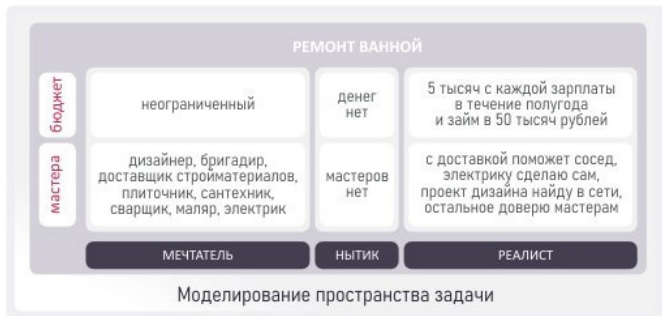 РЕМОНТ ВАННОЙ
бюджет
неограниченный
денег
нет
5 тысяч с каждой зарплаты
в течение полугода
и займ в 50 тысяч рублей
мастера
дизайнер, бригадир,
доставщик стройматериалов,
плиточник, сантехник,
сварщик, маляр, электрик
мастеров
нет
с доставкой поможет сосед,
электрику сделаю сам,
проект дизайна найду в сети,
остальное доверю мастерам
МЕЧТАТЕЛЬ
НЫТИК
РЕАЛИСТ
Моделирование пространства задачи